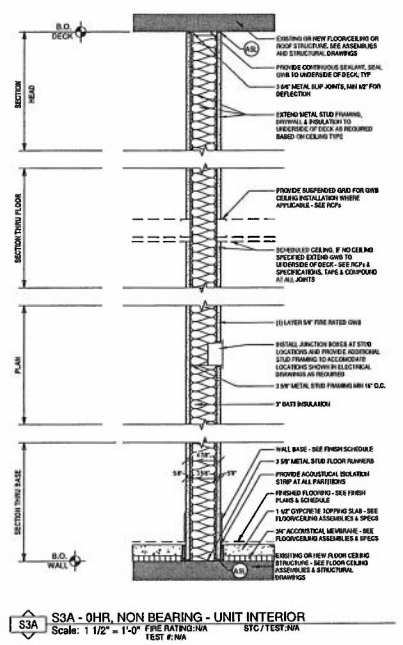 B.O.
DECK
ASL
EXISTING OR NEW FLOOR/CEILING OR
ROOF STRUCTURE. SEE ASSEMBLIES
AND STRUCTURAL DRAWINGS
PROVIDE CONTINUOUS SEALANT, SEAL
GWB TO UNDERSIDE OF DECK, TYP
3 5/8" METAL SLIP JOINTS, MIN 1/2" FOR
DEFLECTION
SECTION
HEAD
EXTEND METAL STUD FRAMING,
DRYWALL & INSULATION TO
UNDERSIDE OF DECK AS REQUIRED
BASED ON CEILING TYPE
SECTION THRU FLOOR
PROVIDE SUSPENDED GRID FOR GWB
CEILING INSTALLATION WHERE
APPLICABLE - SEE RCPs
SCHEDULED CEILING. IF NO CEILING
SPECIFIED EXTEND GWB TO
UNDERSIDE OF DECK - SEE RCPs &
SPECIFICATIONS, TAPE & COMPOUND
AT ALL JOINTS
PLAN
(1) LAYER 5/8" FIRE RATED GWB
INSTALL JUNCTION BOXES AT STUD
LOCATIONS AND PROVIDE ADDITIONAL
STUD FRAMING TO ACCOMODATE
LOCATIONS SHOWN IN ELECTRICAL
DRAWINGS AS REQUIRED
3 5/8" METAL STUD FRAMING MIN 16" O.C.
3" BATT INSULATION
SECTION THRU BASE
WALL BASE - SEE FINISH SCHEDULE
4 7/8"
3 5/8" METAL STUD FLOOR RUNNERS
5/8" 3 5/8" 5/8"
PROVIDE ACOUSTICAL ISOLATION
STRIP AT ALL PARTITIONS
FINISHED FLOORING - SEE FINISH
PLANS & SCHEDULE
1 1/2" GYPCRETE TOPPING SLAB - SEE
FLOOR/CEILING ASSEMBLIES & SPECS
3/4" ACCOUSTICAL MEMBRANE - SEE
FLOOR/CEILING ASSEMBLIES & SPECS
B.O.
WALL
ASL
EXISITING OR NEW FLOOR CEILING
STRUCTURE - SEE FLOOR CEILING
ASSEMBLIES & STRUCTURAL
DRAWINGS
S3A
S3A - 0HR, NON BEARING - UNIT INTERIOR
Scale: 1 1/2" = 1'-0" FIRE RATING: N/A STC / TEST: N/A
TEST #: N/A